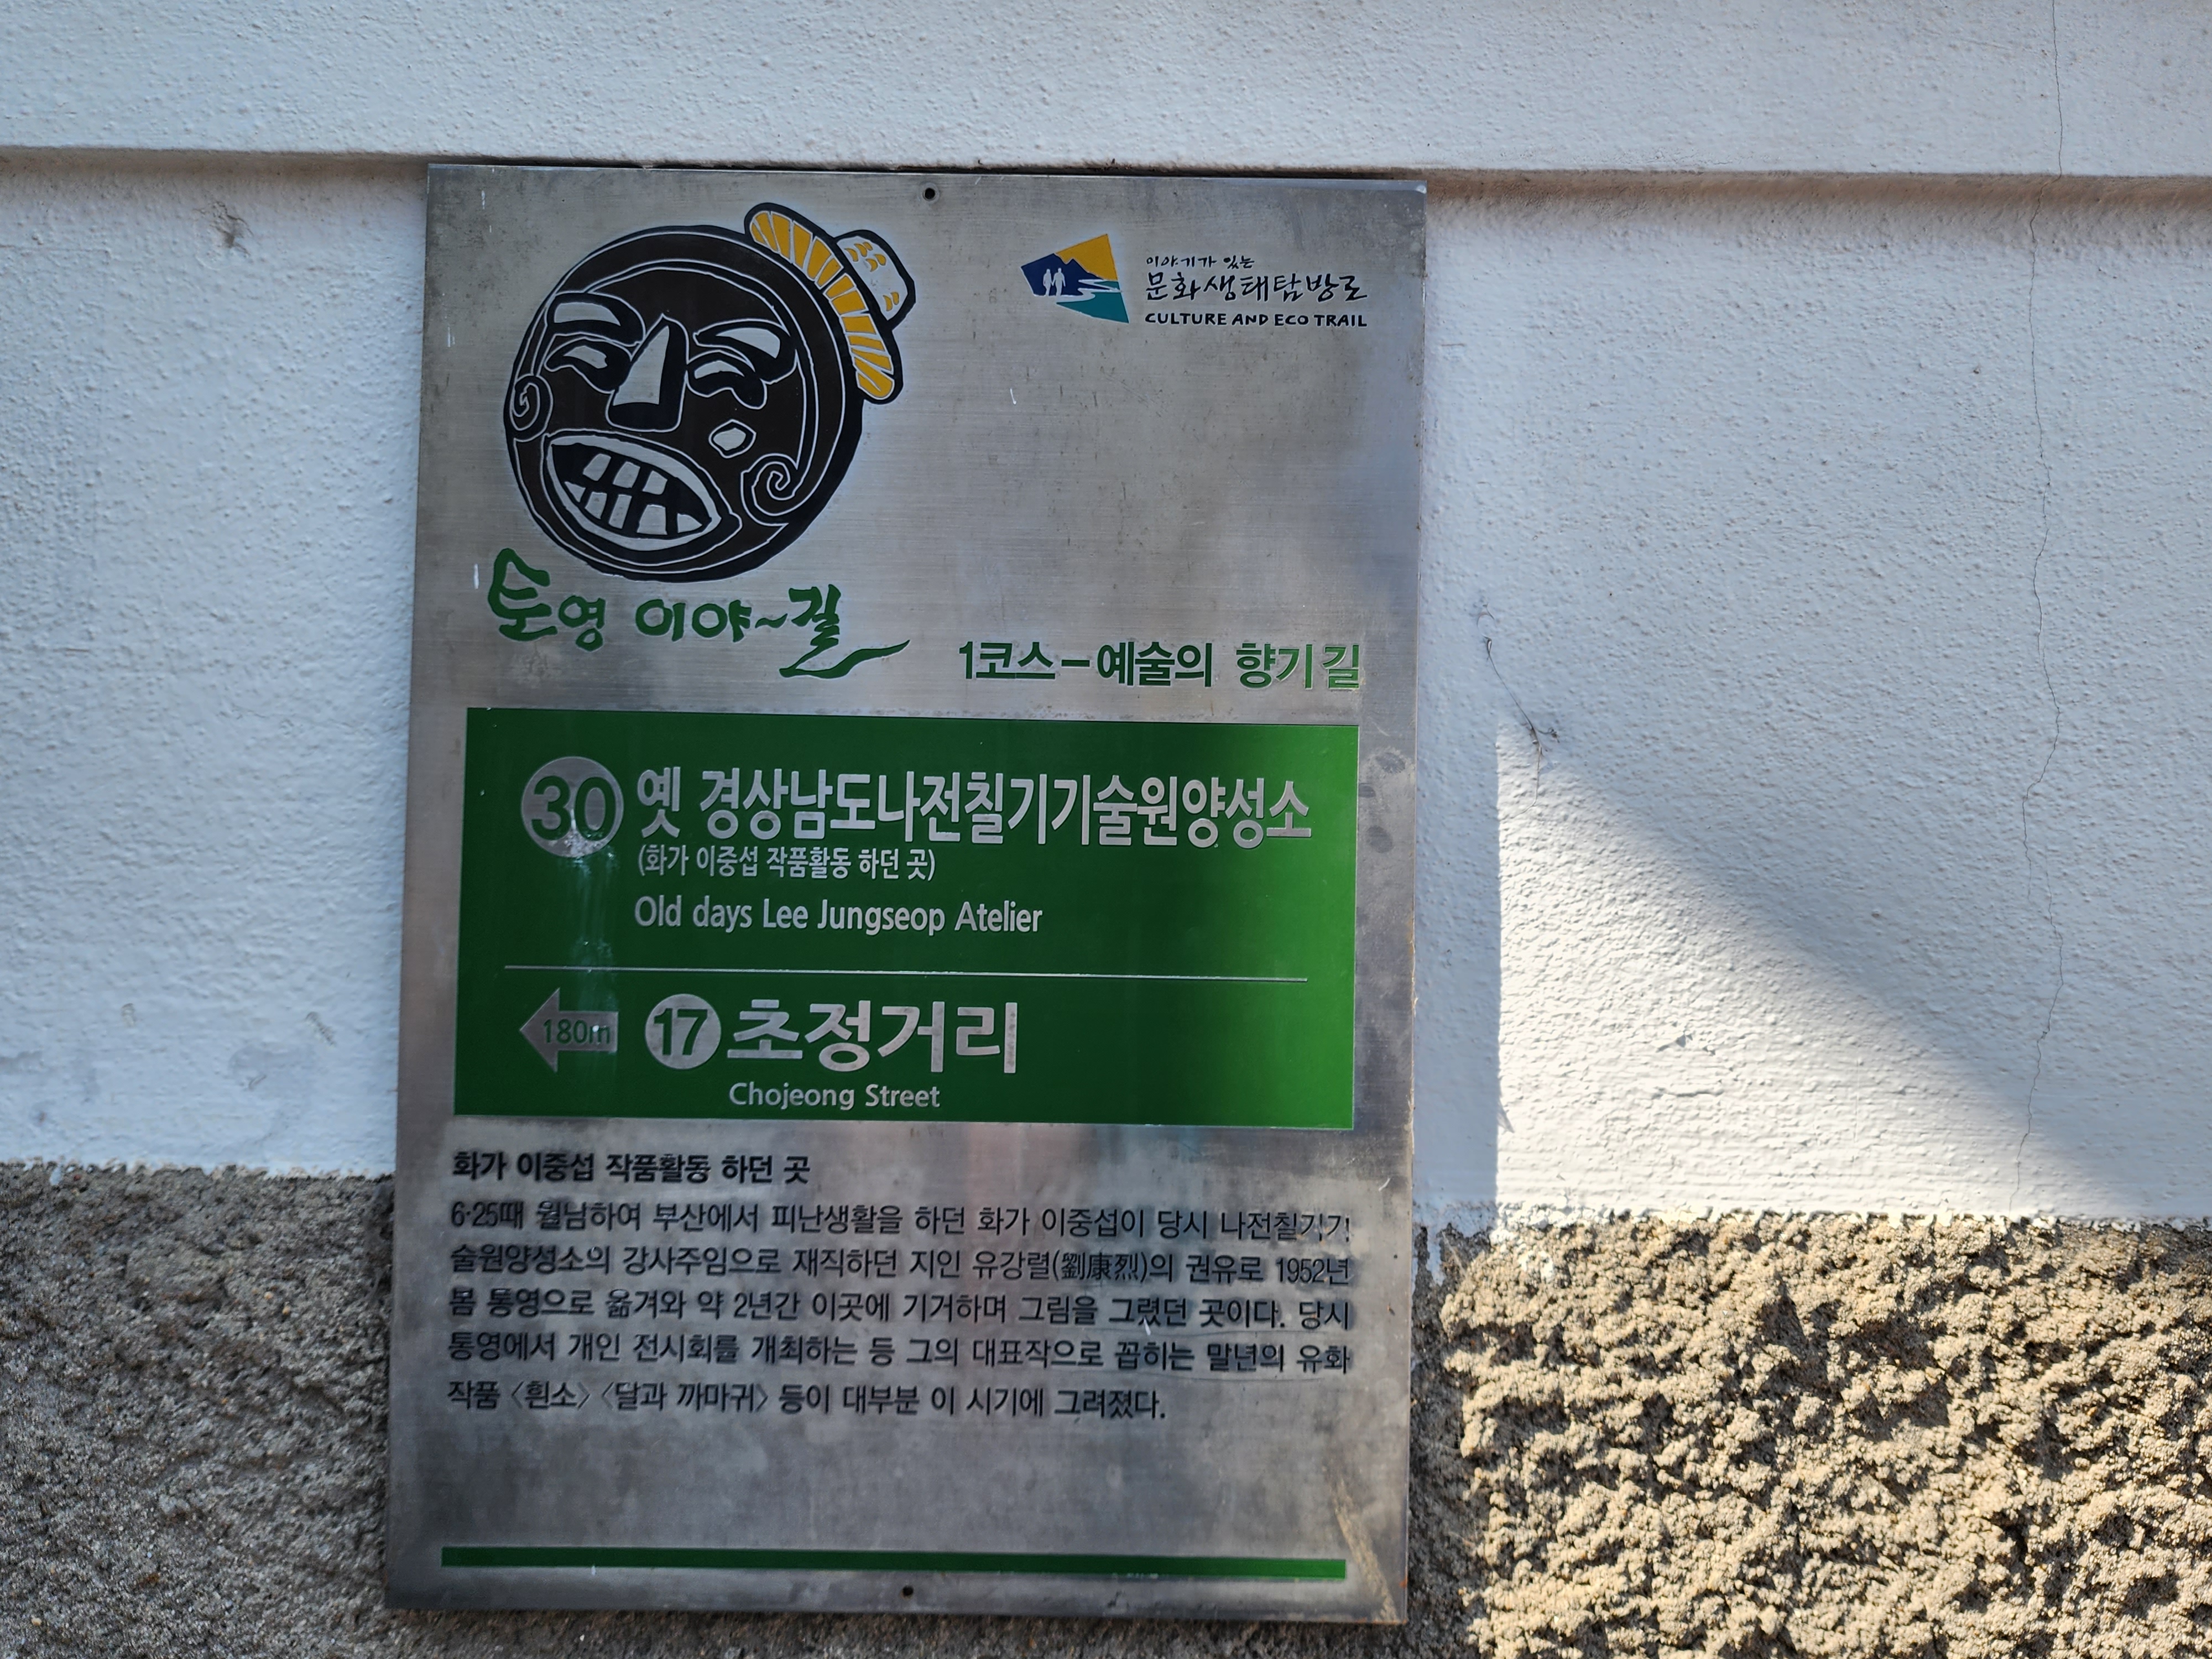 이야기가 있는
문화생태탐방로
CULTURE AND ECO TRAIL
토영 이야~길
1코스-예술의 향기길
30 옛 경상남도나전칠기기술원양성소
(화가 이중섭 작품활동 하던 곳)
Old days Lee Jungseop Atelier
180m 17 초정거리
Chojeong Street
화가 이중섭 작품활동 하던 곳
6·25때 월남하여 부산에서 피난생활을 하던 화가 이중섭이 당시 나전칠기기
술원양성소의 강사주임으로 재직하던 지인 유강렬(劉康烈)의 권유로 1952년
봄 통영으로 옮겨와 약 2년간 이곳에 기거하며 그림을 그렸던 곳이다. 당시
통영에서 개인 전시회를 개최하는 등 그의 대표작으로 꼽히는 말년의 유화
작품 〈흰소〉〈달과 까마귀〉 등이 대부분 이 시기에 그려졌다.